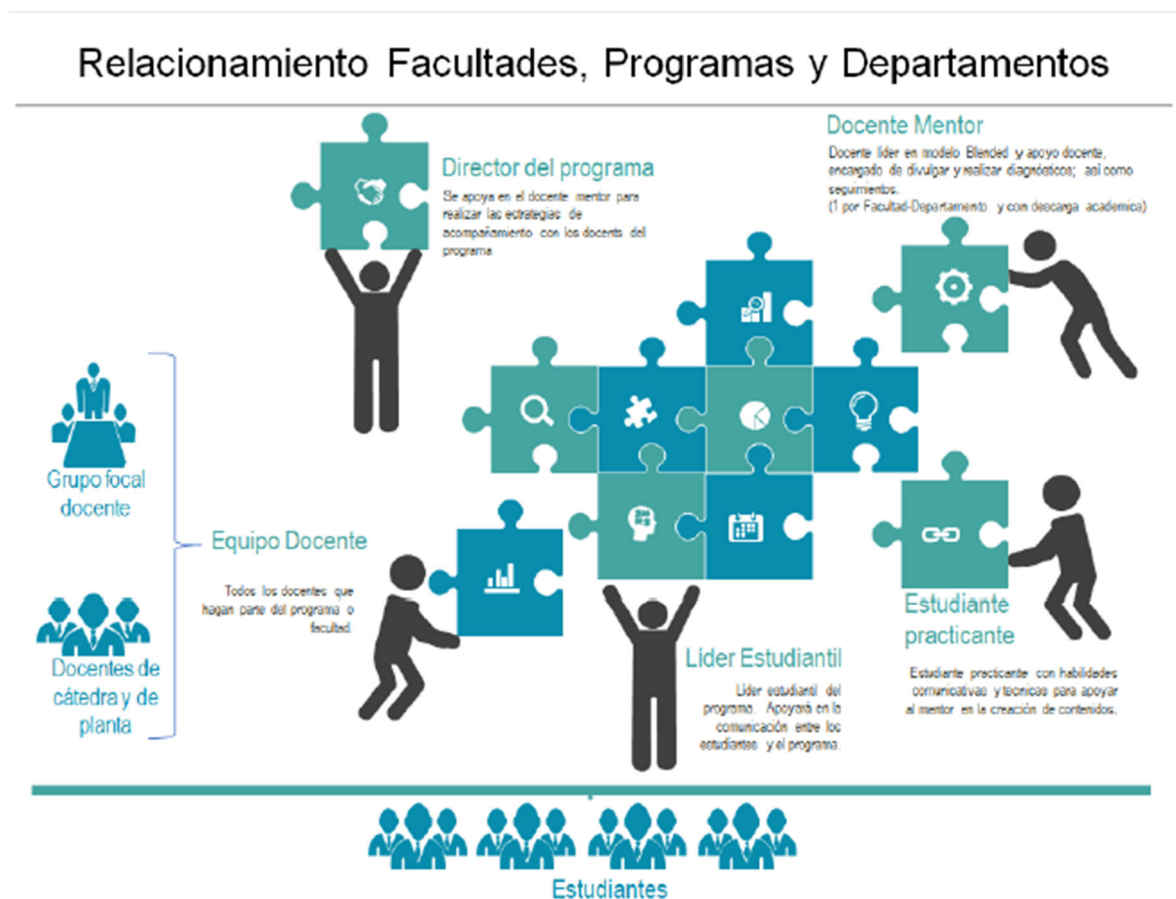 Relacionamiento Facultades, Programas y Departamentos
Director del programa
Se apoya en el docente mentor para
realizar las estrategias de
acompañamiento con los docents del
programa
Docente Mentor
Docente líder en modelo Blended y apoyo docente,
encargado de divulgar y realizar diagnósticos; así como
seguimientos.
(1 por Facultad-Departamento y com descarga academica)
Grupo focal
docente
Equipo Docente
Todos los docentes que
hagan parte del programa o
facultad.
Docentes de
cátedra y de
planta
Líder Estudiantil
Líder estudiantil del
programa. Apoyará en la
comunicación entre los
estudiantes y el programa.
Estudiante
practicante
Estudiante practicante con habilidades
comunicativas y tecnicas para apoyar
al mentor en la creación de contenidos.
Estudiantes